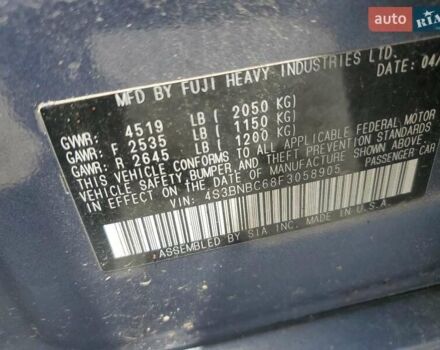 auto RIA
MFD BY FUJI HEAVY INDUSTRIES LTD.
DATE: 04/
GVWR: 4519 LB ( 2050 KG)
GAWR: F 2535 LB ( 1150 KG)
GAWR: R 2645 LB ( 1200 KG)
THIS VEHICLE CONFORMS TO ALL APPLICABLE FEDERAL MOTOR
VEHICLE SAFETY, BUMPER, AND THEFT PREVENTION STANDARDS
IN EFFECT ON THE DATE OF MANUFACTURE SHOWN ABOVE.
VIN: 4S3BNBC68F3058905 PASSENGER CAR
ASSEMBLED BY SIA INC. MADE IN U.S.A.